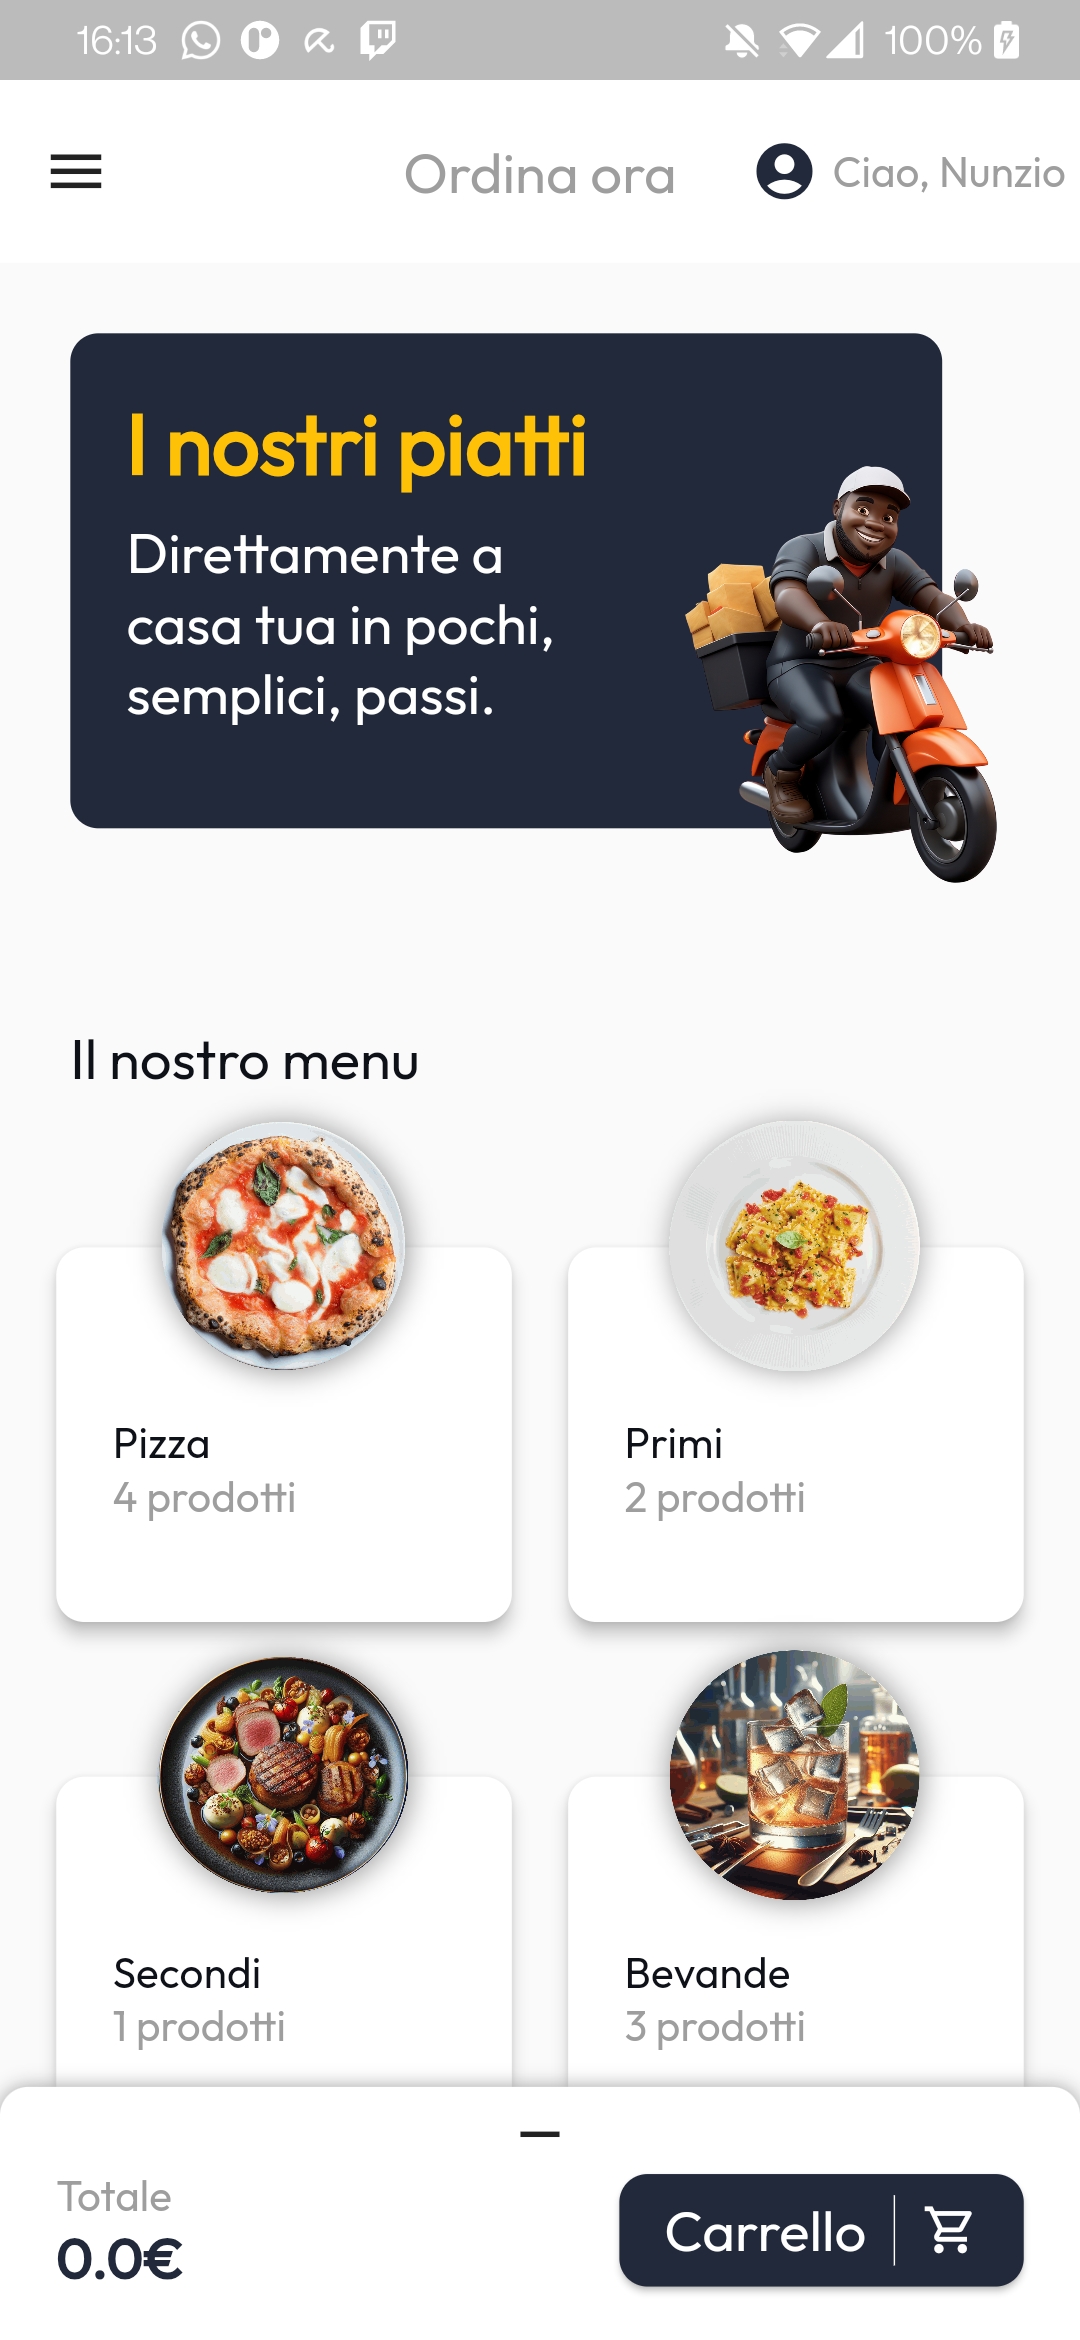 16:13
100%
Ordina ora
Ciao, Nunzio
I nostri piatti
Direttamente a
casa tua in pochi,
semplici, passi.
Il nostro menu
Pizza
4 prodotti
Primi
2 prodotti
Secondi
1 prodotti
Bevande
3 prodotti
Totale
0.0€
Carrello